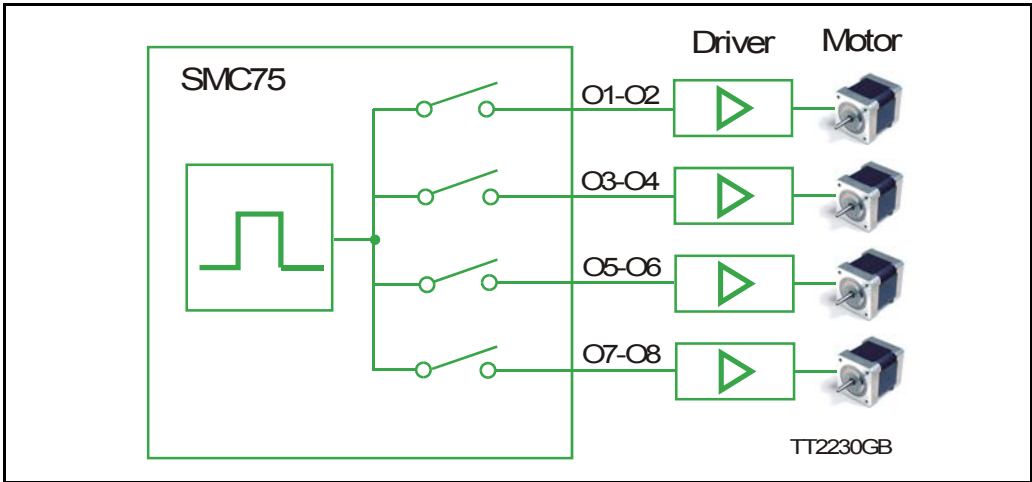 Driver Motor
SMC75
O1-O2
O3-O4
O5-O6
O7-O8
TT2230GB